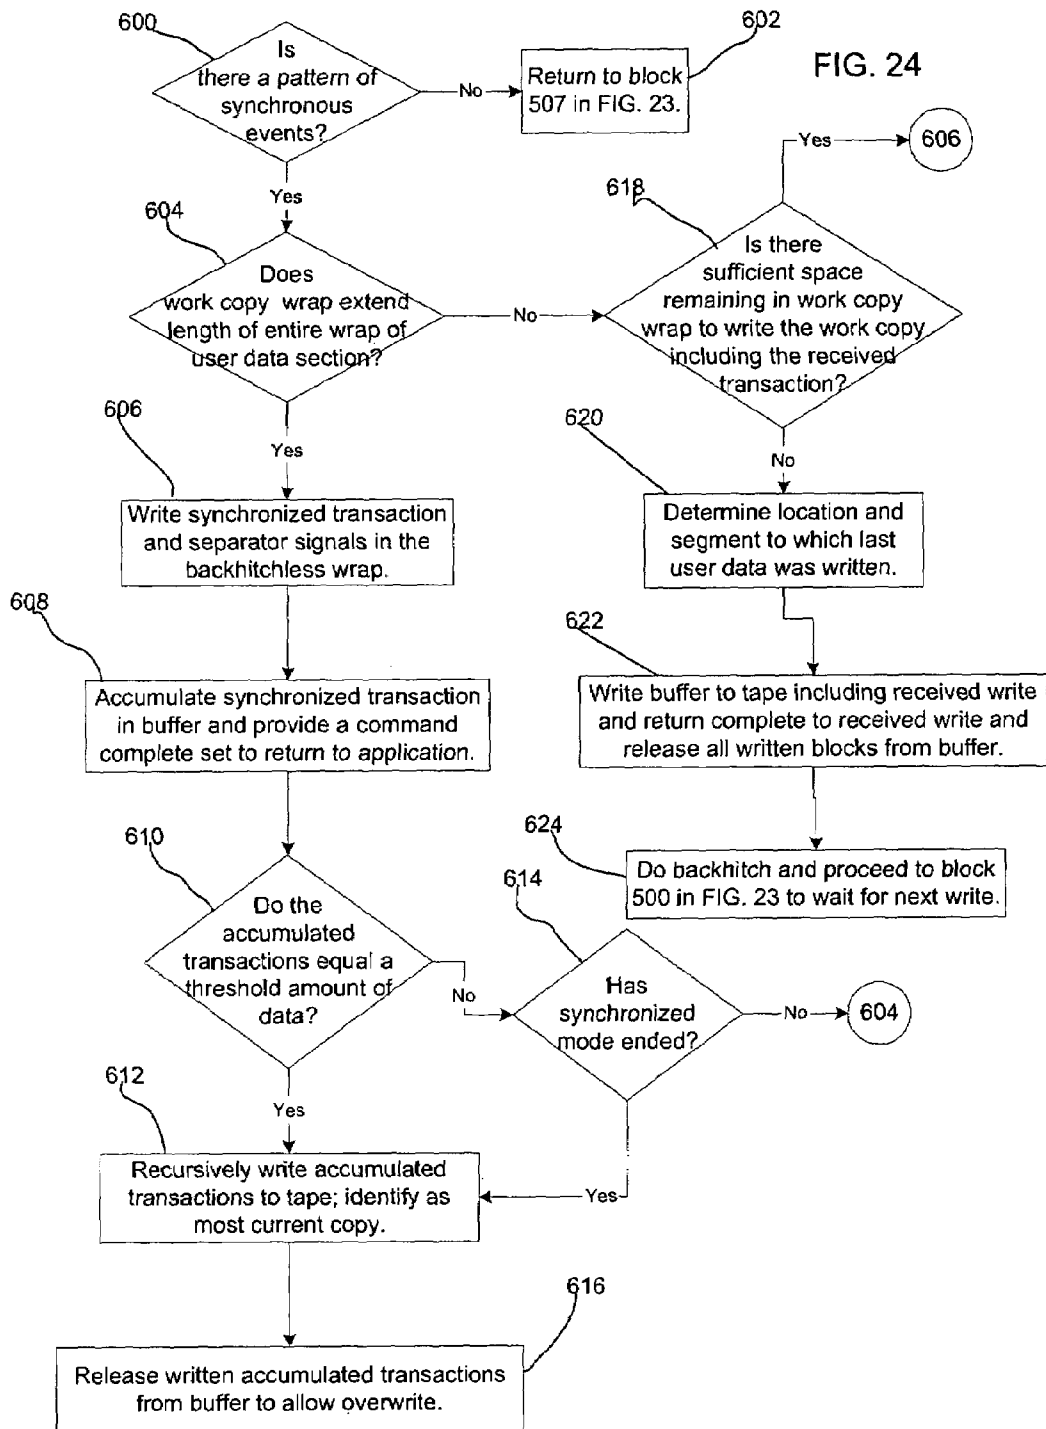 600
602
FIG. 24
Is
there a pattern of
synchronous
events?
No
Return to block
507 in FIG. 23.
Yes
606
Yes
604
618
Does
work copy wrap extend
length of entire wrap of
user data section?
No
Is there
sufficient space
remaining in work copy
wrap to write the work copy
including the received
transaction?
606
Yes
620
No
Write synchronized transaction
and separator signals in the
backhitchless wrap.
Determine location and
segment to which last
user data was written.
608
622
Accumulate synchronized transaction
in buffer and provide a command
complete set to return to application.
Write buffer to tape including received write
and return complete to received write and
release all written blocks from buffer.
610
624
614
Do backhitch and proceed to block
500 in FIG. 23 to wait for next write.
Do the
accumulated
transactions equal a
threshold amount of
data?
No
Has
synchronized
mode ended?
No
604
612
Yes
Recursively write accumulated
transactions to tape; identify as
most current copy.
Yes
616
Release written accumulated transactions
from buffer to allow overwrite.